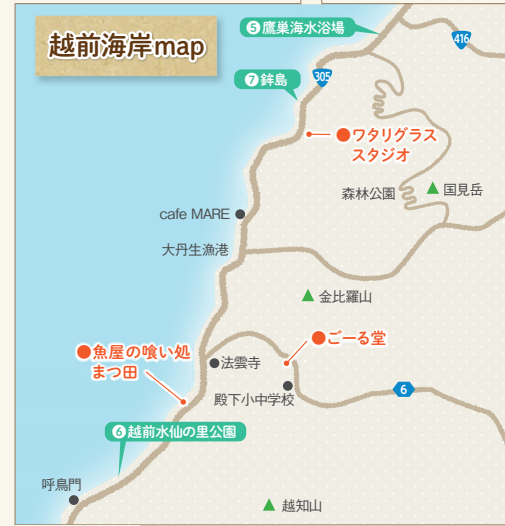 越前海岸map
❺鷹巣海水浴場
416
❼鉾島
305
●ワタリグラス
スタジオ
森林公園
国見岳
cafe MARE
大丹生漁港
金比羅山
●ごーる堂
●魚屋の喰い処
まつ田
法雲寺
殿下小中学校
6
❻越前水仙の里公園
呼鳥門
越知山